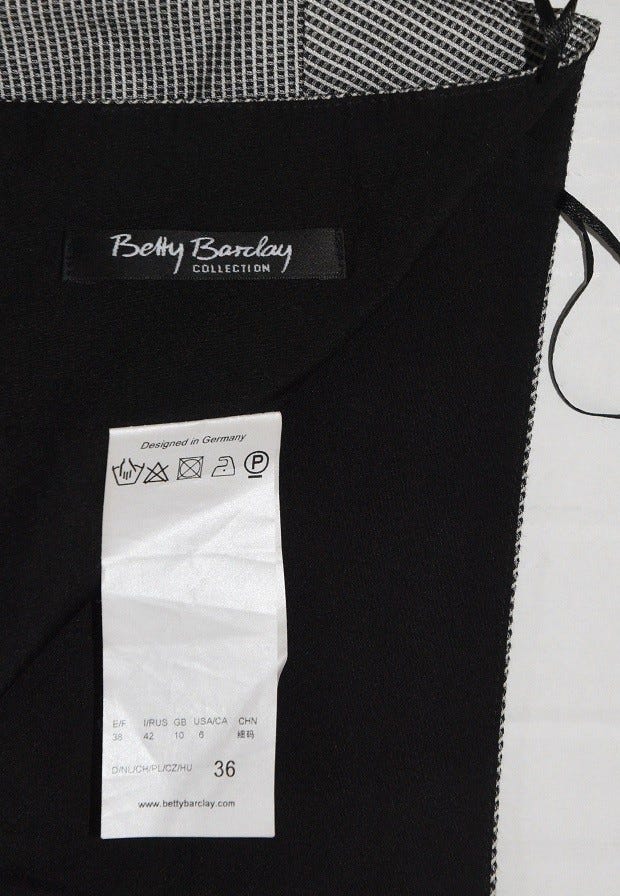 Betty Barclay
COLLECTION
Designed in Germany
P
E/F I/RUS GB USA/CA CHN
38 42 10 6 细码
D/NL/CH/PL/CZ/HU 36
www.bettybarclay.com